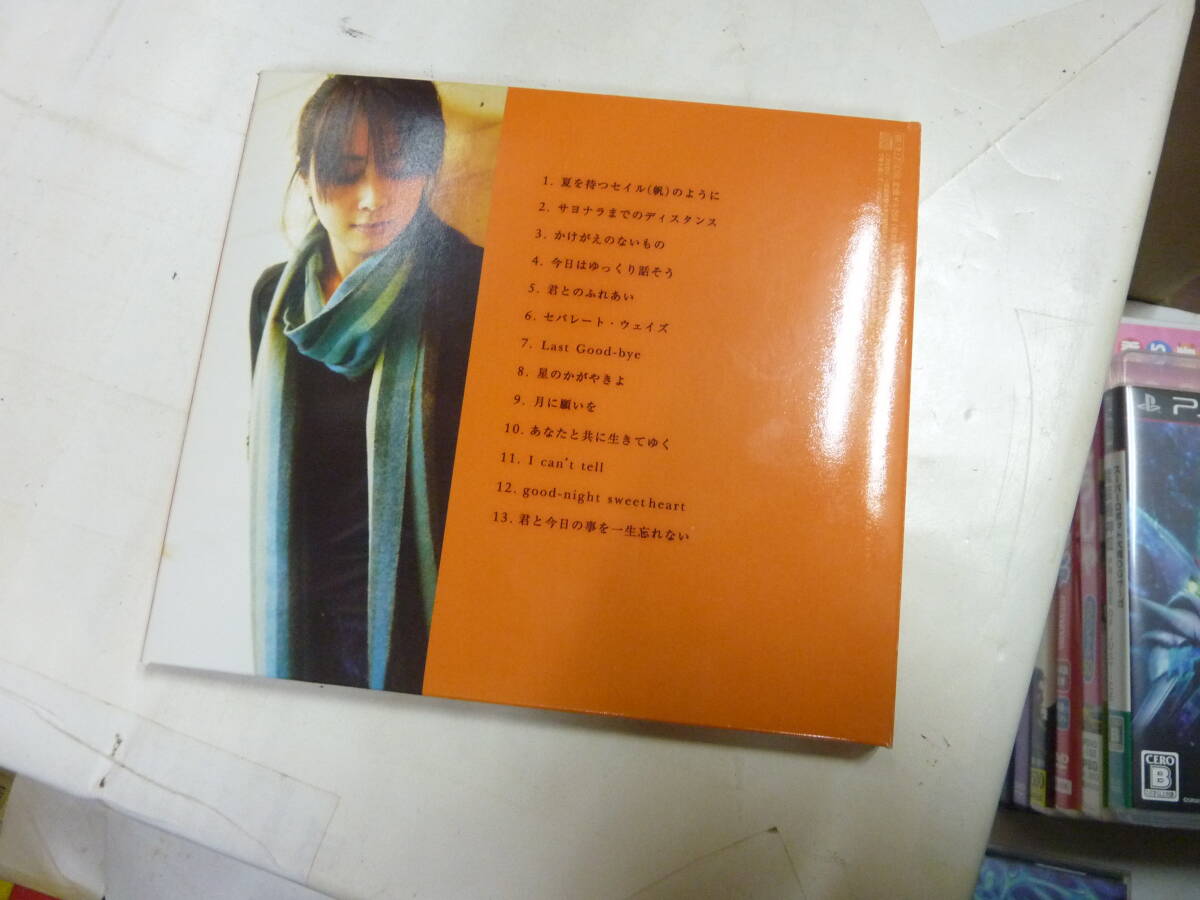 1. 夏を待つセイル(帆)のように
2. サヨナラまでのディスタンス
3. かけがえのないもの
4. 今日はゆっくり話そう
5. 君とのふれあい
6. セパレート・ウェイズ
7. Last Good-bye
8. 星のかがやきよ
9. 月に願いを
10. あなたと共に生きてゆく
11. I can't tell
12. good-night sweetheart
13. 君と今日の事を一生忘れない
CERO
B